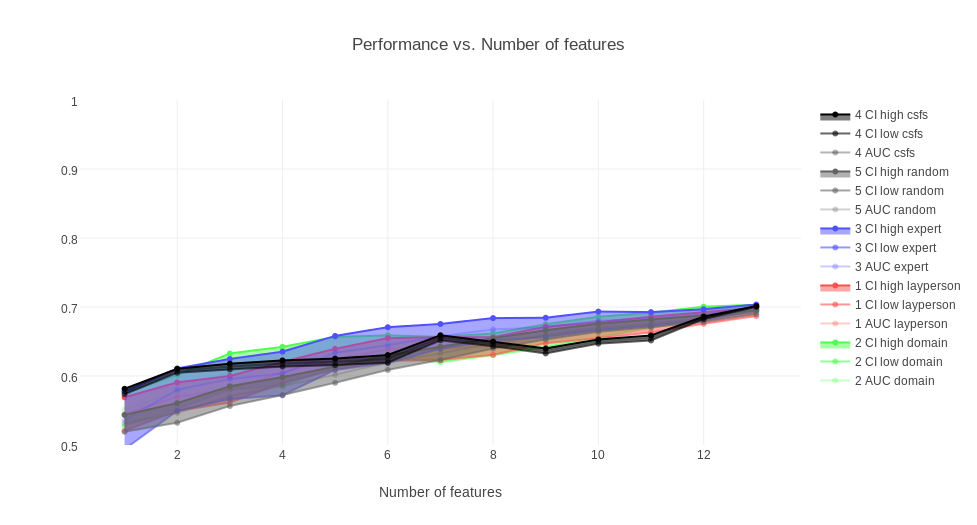 Performance vs. Number of features
1
0.9
0.8
0.7
0.6
0.5
2
4
6
8
10
12
Number of features
4 CI high csfs
4 CI low csfs
4 AUC csfs
5 CI high random
5 CI low random
5 AUC random
3 CI high expert
3 CI low expert
3 AUC expert
1 CI high layperson
1 CI low layperson
1 AUC layperson
2 CI high domain
2 CI low domain
2 AUC domain